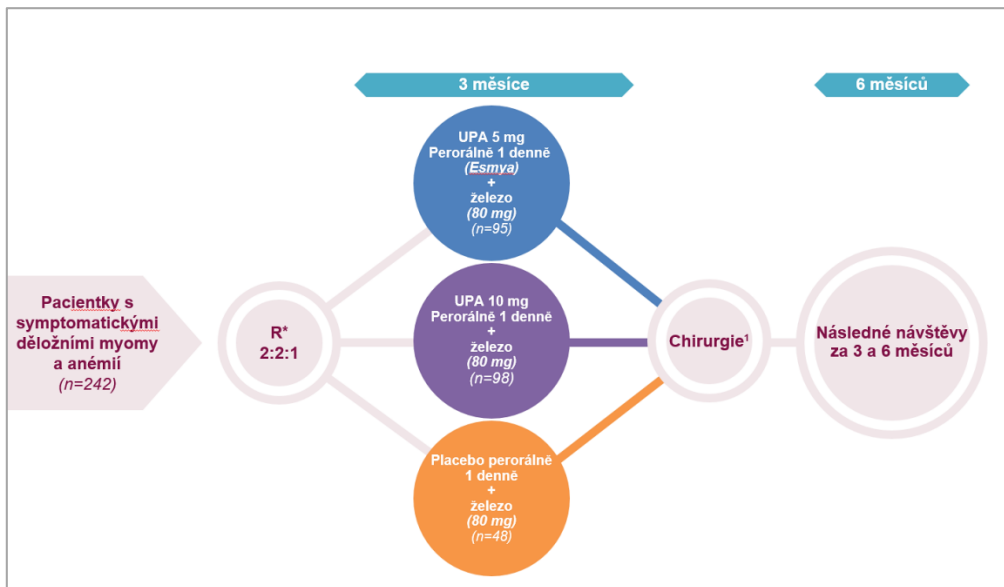 3 měsíce
6 měsíců
UPA 5 mg
Perorálně 1 denně
(Esmya)
+
železo
(80 mg)
(n=95)
Pacientky s
symptomatickými
děložními myomy
a anémií
(n=242)
R*
2:2:1
UPA 10 mg
Perorálně 1 denně
+
železo
(80 mg)
(n=98)
Chirurgie¹
Následné návštěvy
za 3 a 6 měsíců
Placebo perorálně
1 denně
+
železo
(80 mg)
(n=48)